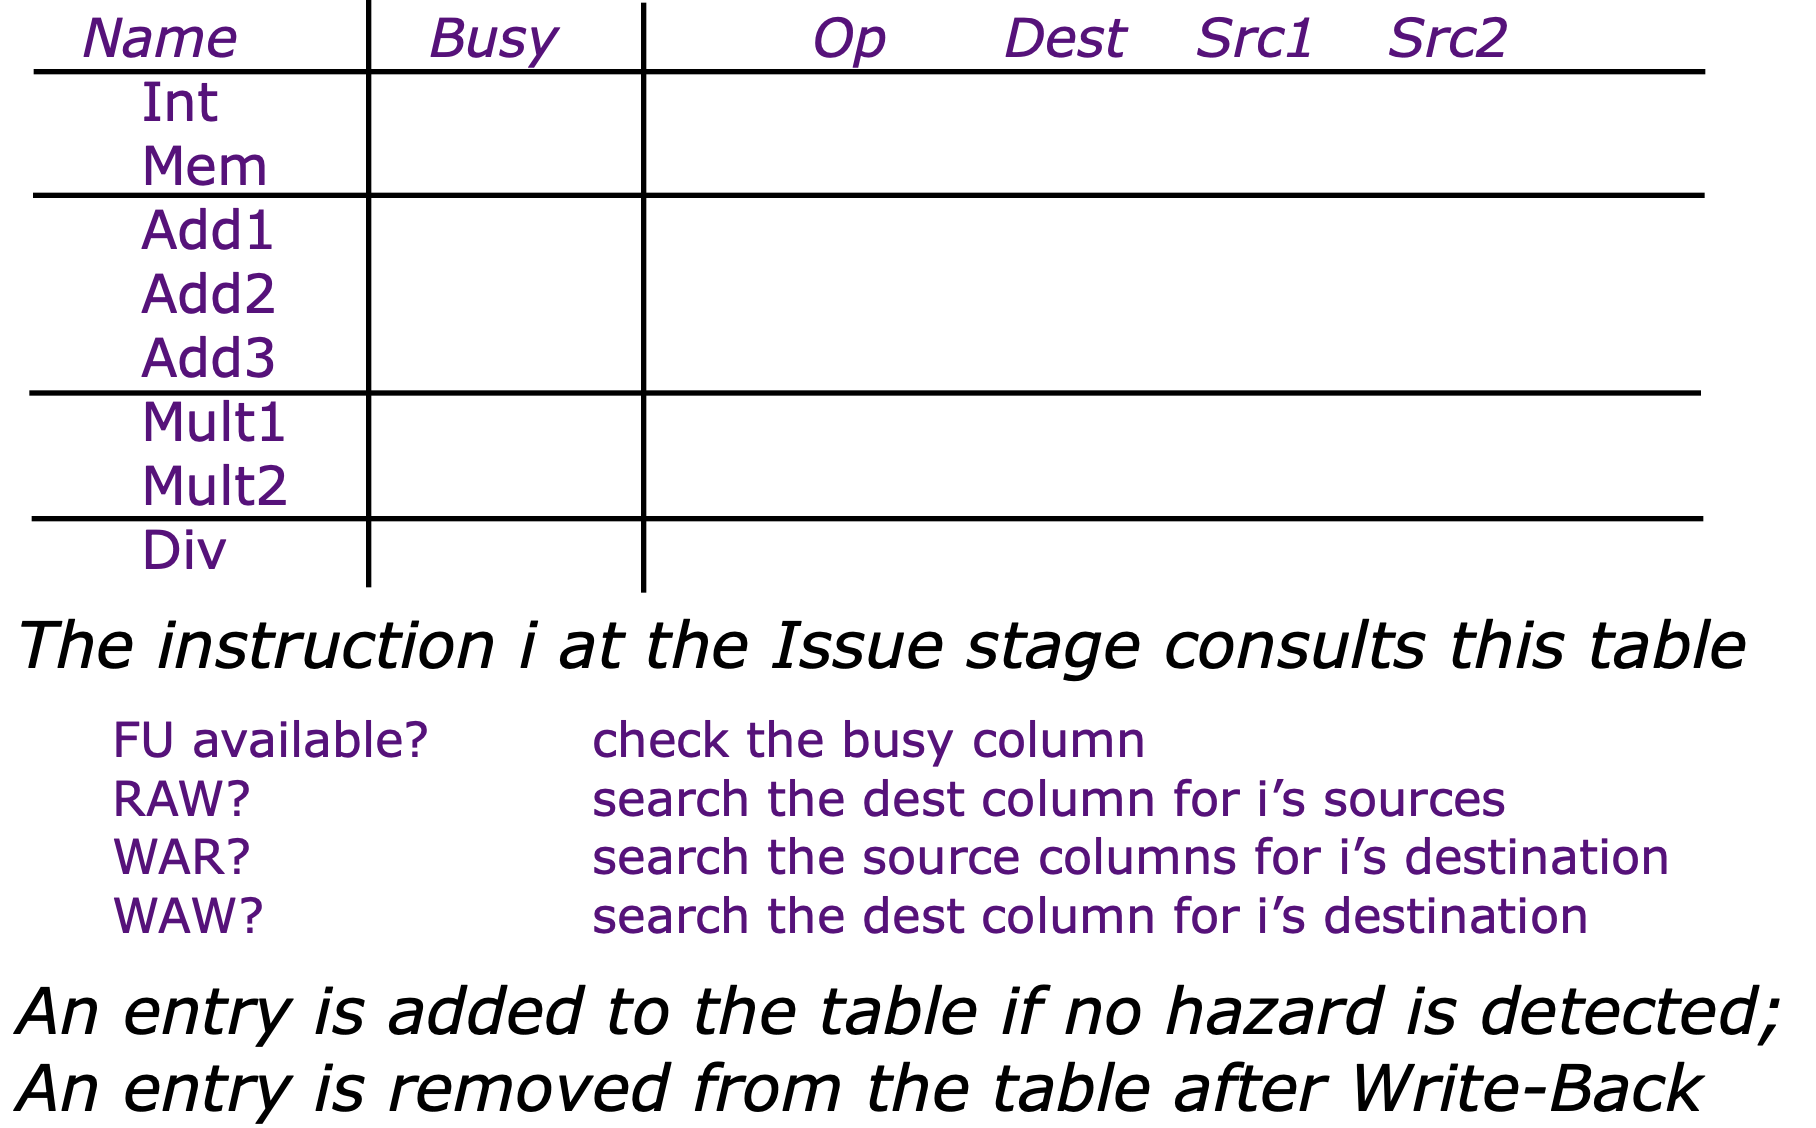 Name Busy Op Dest Src1 Src2
Int
Mem
Add1
Add2
Add3
Mult1
Mult2
Div
The instruction i at the Issue stage consults this table
FU available? check the busy column
RAW? search the dest column for i’s sources
WAR? search the source columns for i’s destination
WAW? search the dest column for i’s destination
An entry is added to the table if no hazard is detected;
An entry is removed from the table after Write-Back